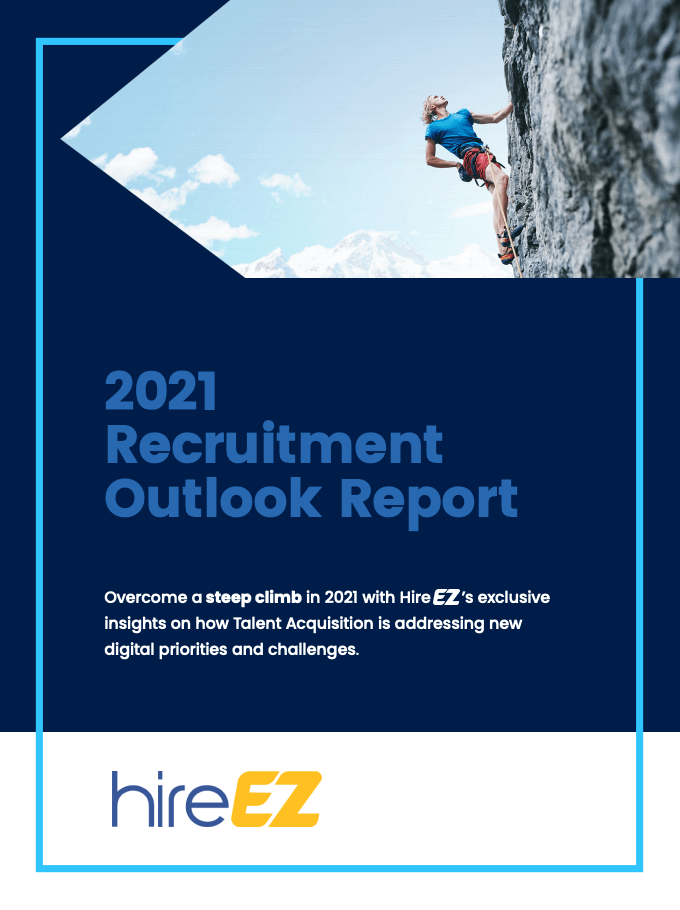 2021
Recruitment
Outlook Report
Overcome a steep climb in 2021 with HireEZ's exclusive
insights on how Talent Acquisition is addressing new
digital priorities and challenges.
hireEZ